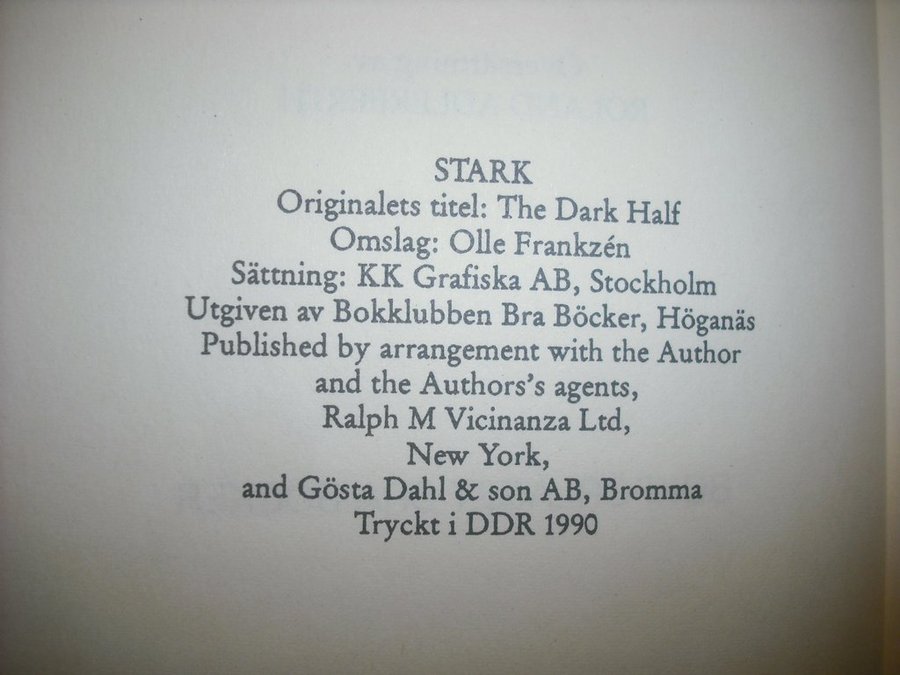 STARK
Originalets titel: The Dark Half
Omslag: Olle Frankzén
Sättning: KK Grafiska AB, Stockholm
Utgiven av Bokklubben Bra Böcker, Höganäs
Published by arrangement with the Author
and the Authors's agents,
Ralph M Vicinanza Ltd,
New York,
and Gösta Dahl & son AB, Bromma
Tryckt i DDR 1990